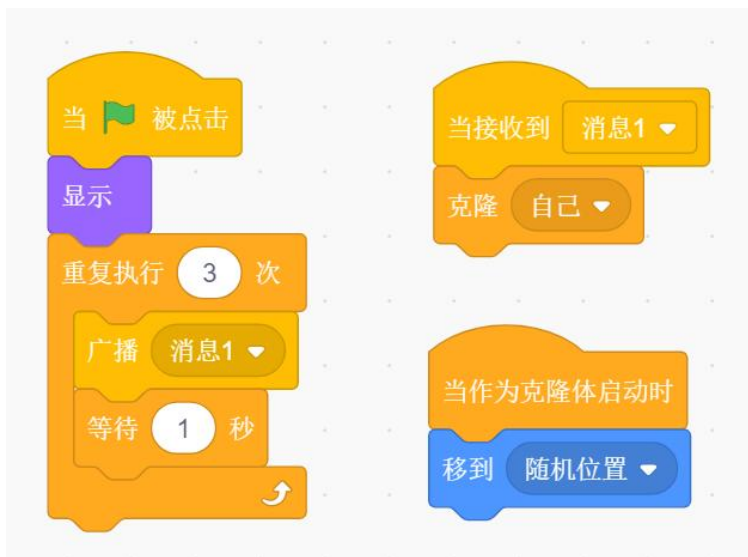 当 被点击
显示
重复执行 3 次
广播 消息1
等待 1 秒
当接收到 消息1
克隆 自己
当作为克隆体启动时
移到 随机位置